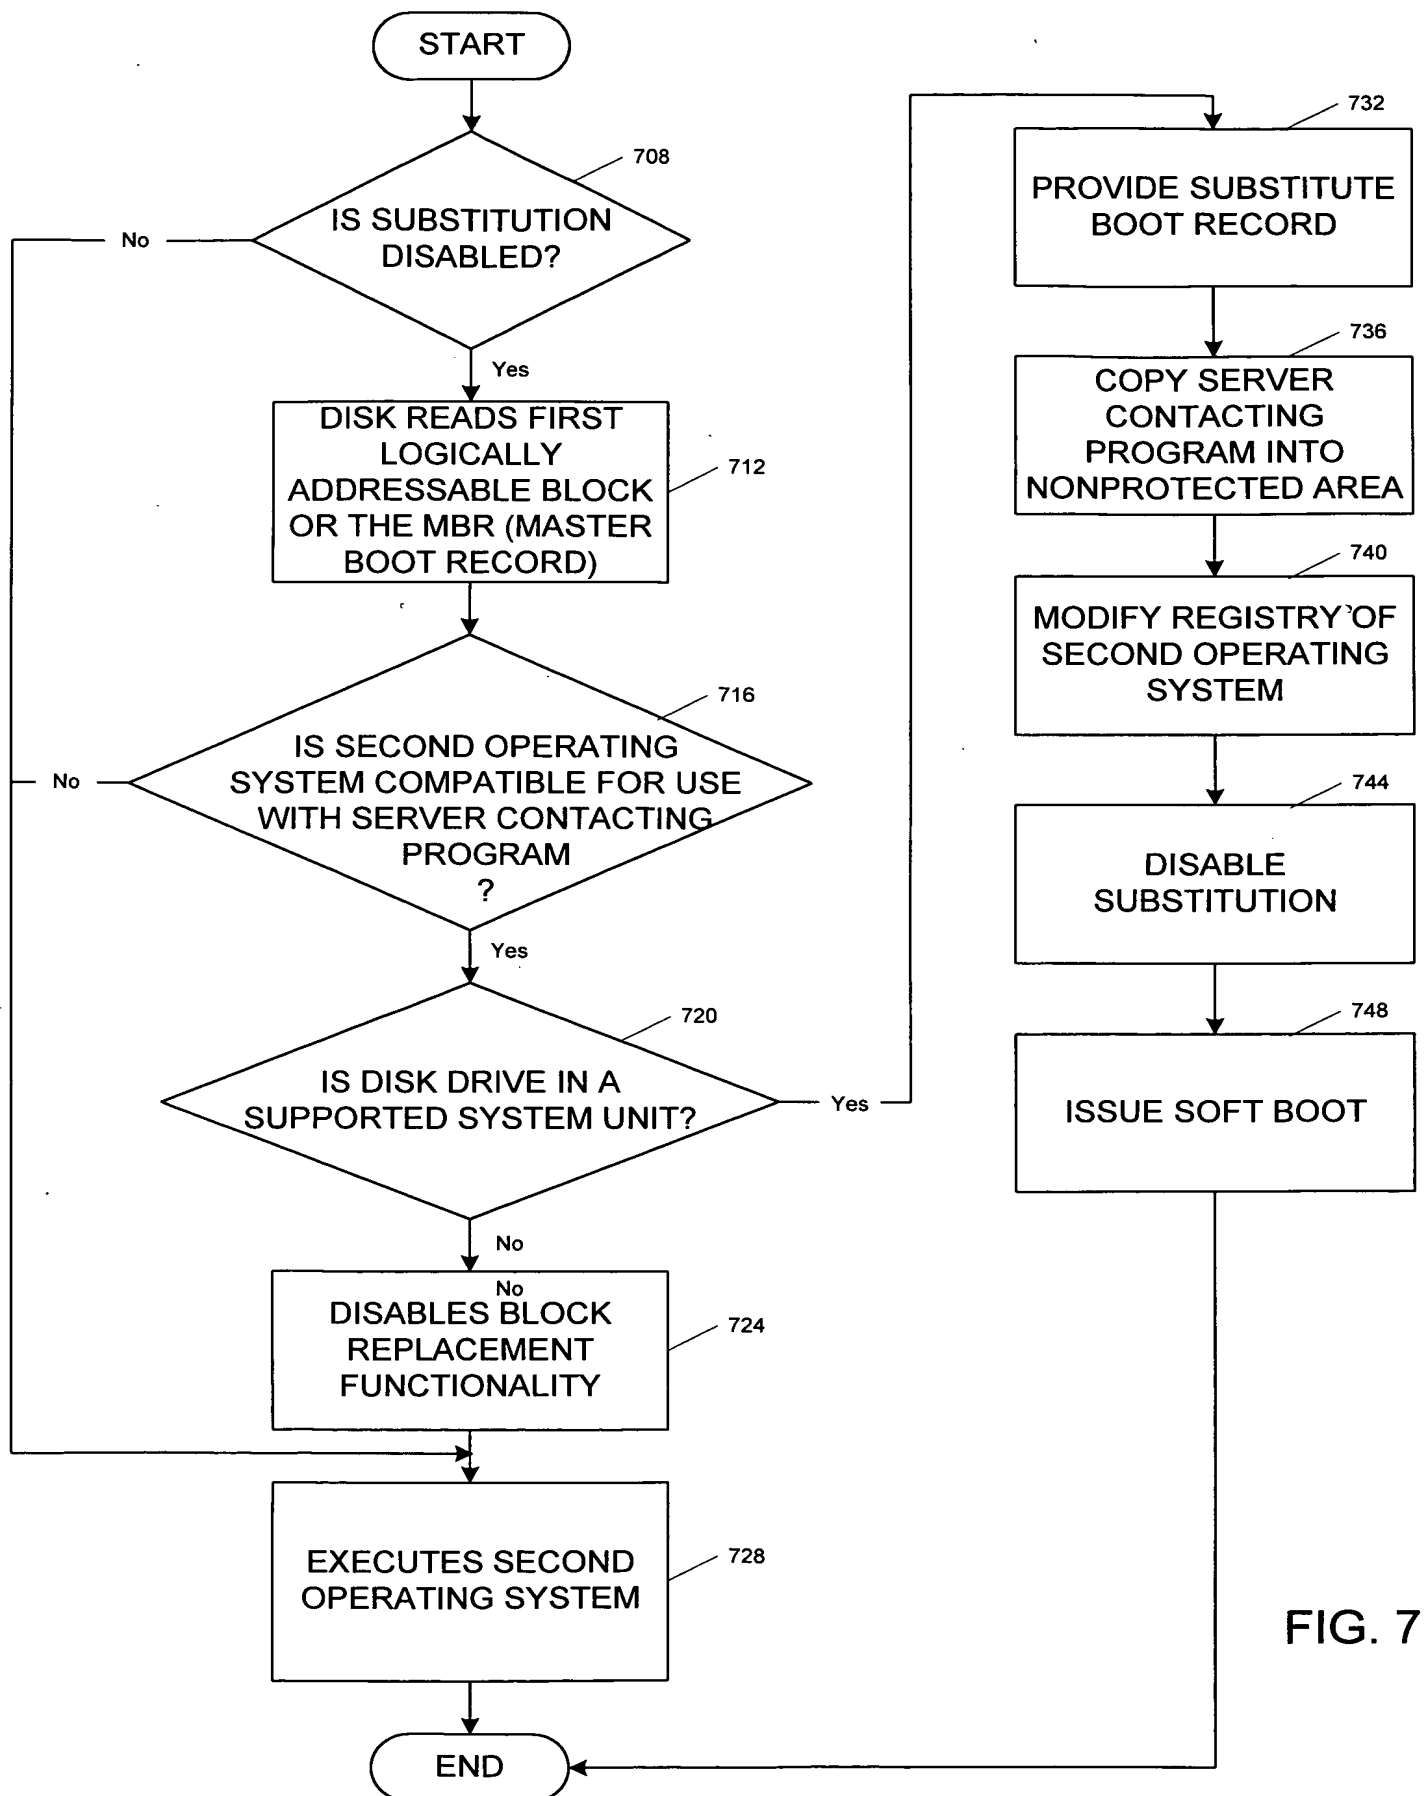 START
708
IS SUBSTITUTION
DISABLED?
No
Yes
DISK READS FIRST
LOGICALLY
ADDRESSABLE BLOCK
OR THE MBR (MASTER
BOOT RECORD)
712
716
IS SECOND OPERATING
SYSTEM COMPATIBLE FOR USE
WITH SERVER CONTACTING
PROGRAM
?
No
Yes
720
IS DISK DRIVE IN A
SUPPORTED SYSTEM UNIT?
Yes
No
No
DISABLES BLOCK
REPLACEMENT
FUNCTIONALITY
724
EXECUTES SECOND
OPERATING SYSTEM
728
END
732
PROVIDE SUBSTITUTE
BOOT RECORD
736
COPY SERVER
CONTACTING
PROGRAM INTO
NONPROTECTED AREA
740
MODIFY REGISTRY OF
SECOND OPERATING
SYSTEM
744
DISABLE
SUBSTITUTION
748
ISSUE SOFT BOOT
FIG. 7